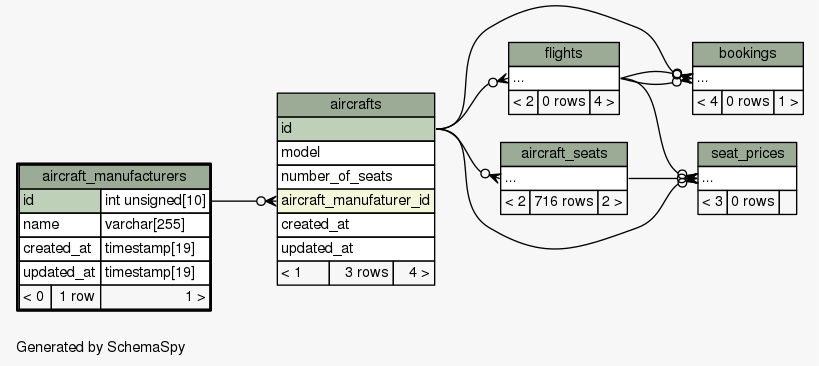 aircraft_manufacturers
id int unsigned[10]
name varchar[255]
created_at timestamp[19]
updated_at timestamp[19]
< 0 1 row 1 >
aircrafts
id
model
number_of_seats
aircraft_manufaturer_id
created_at
updated_at
< 1 3 rows 4 >
flights
...
< 2 0 rows 4 >
aircraft_seats
...
< 2 716 rows 2 >
bookings
...
< 4 0 rows 1 >
seat_prices
...
< 3 0 rows
Generated by SchemaSpy